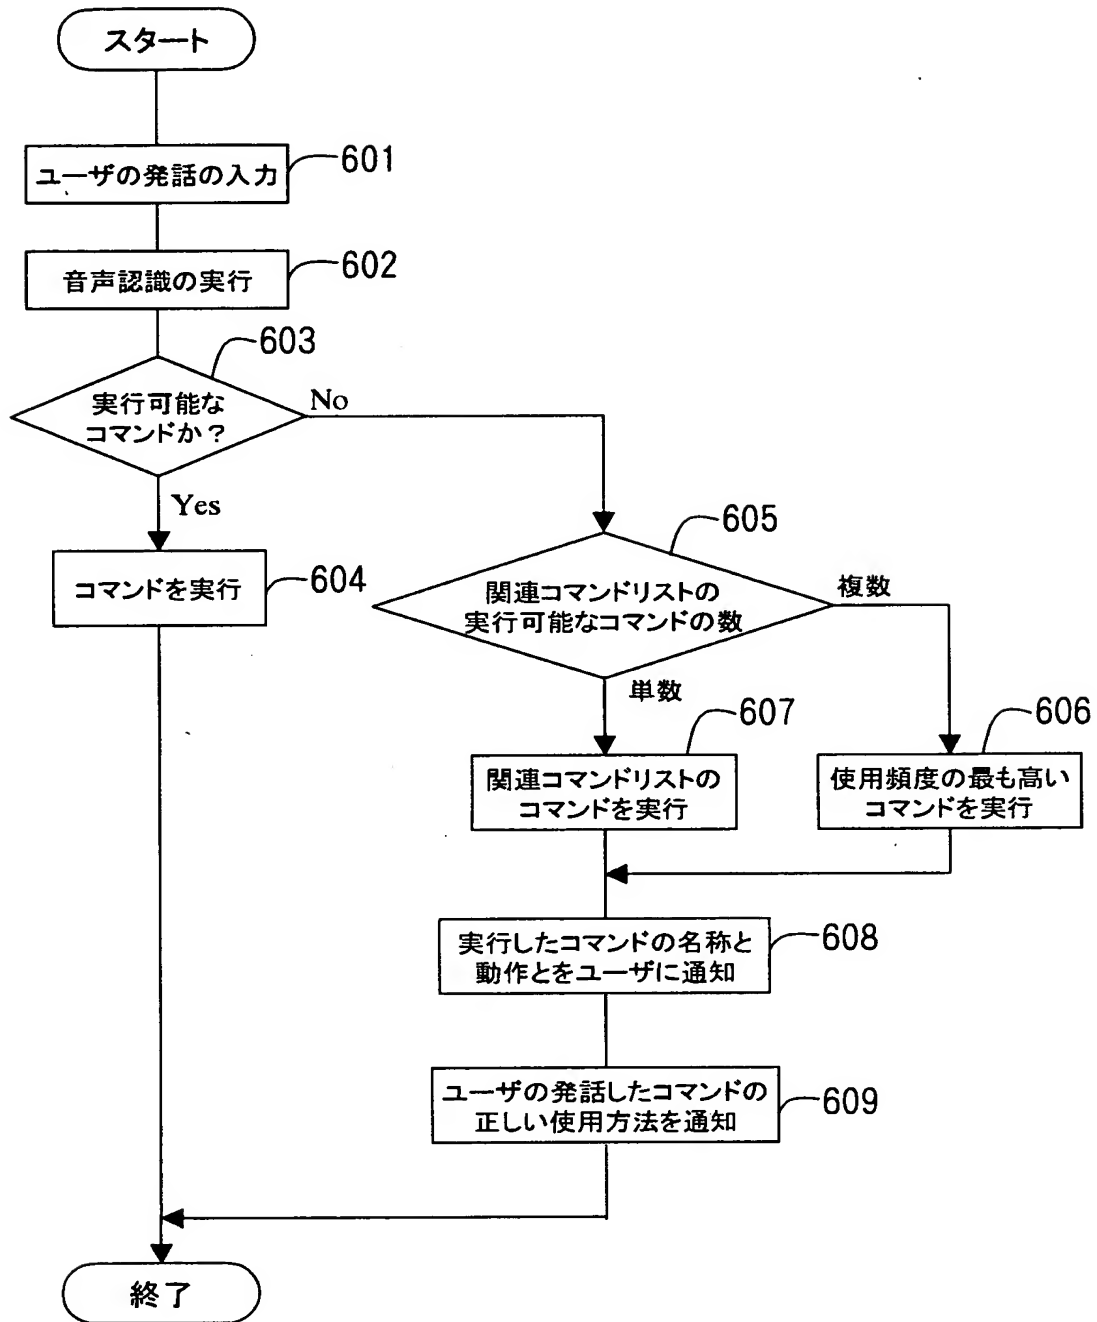 スタート
ユーザの発話の入力
601
音声認識の実行
602
603
実行可能な
コマンドか?
No
Yes
コマンドを実行
604
605
関連コマンドリストの
実行可能なコマンドの数
複数
単数
607
関連コマンドリストの
コマンドを実行
606
使用頻度の最も高い
コマンドを実行
実行したコマンドの名称と
動作とをユーザに通知
608
ユーザの発話したコマンドの
正しい使用方法を通知
609
終了